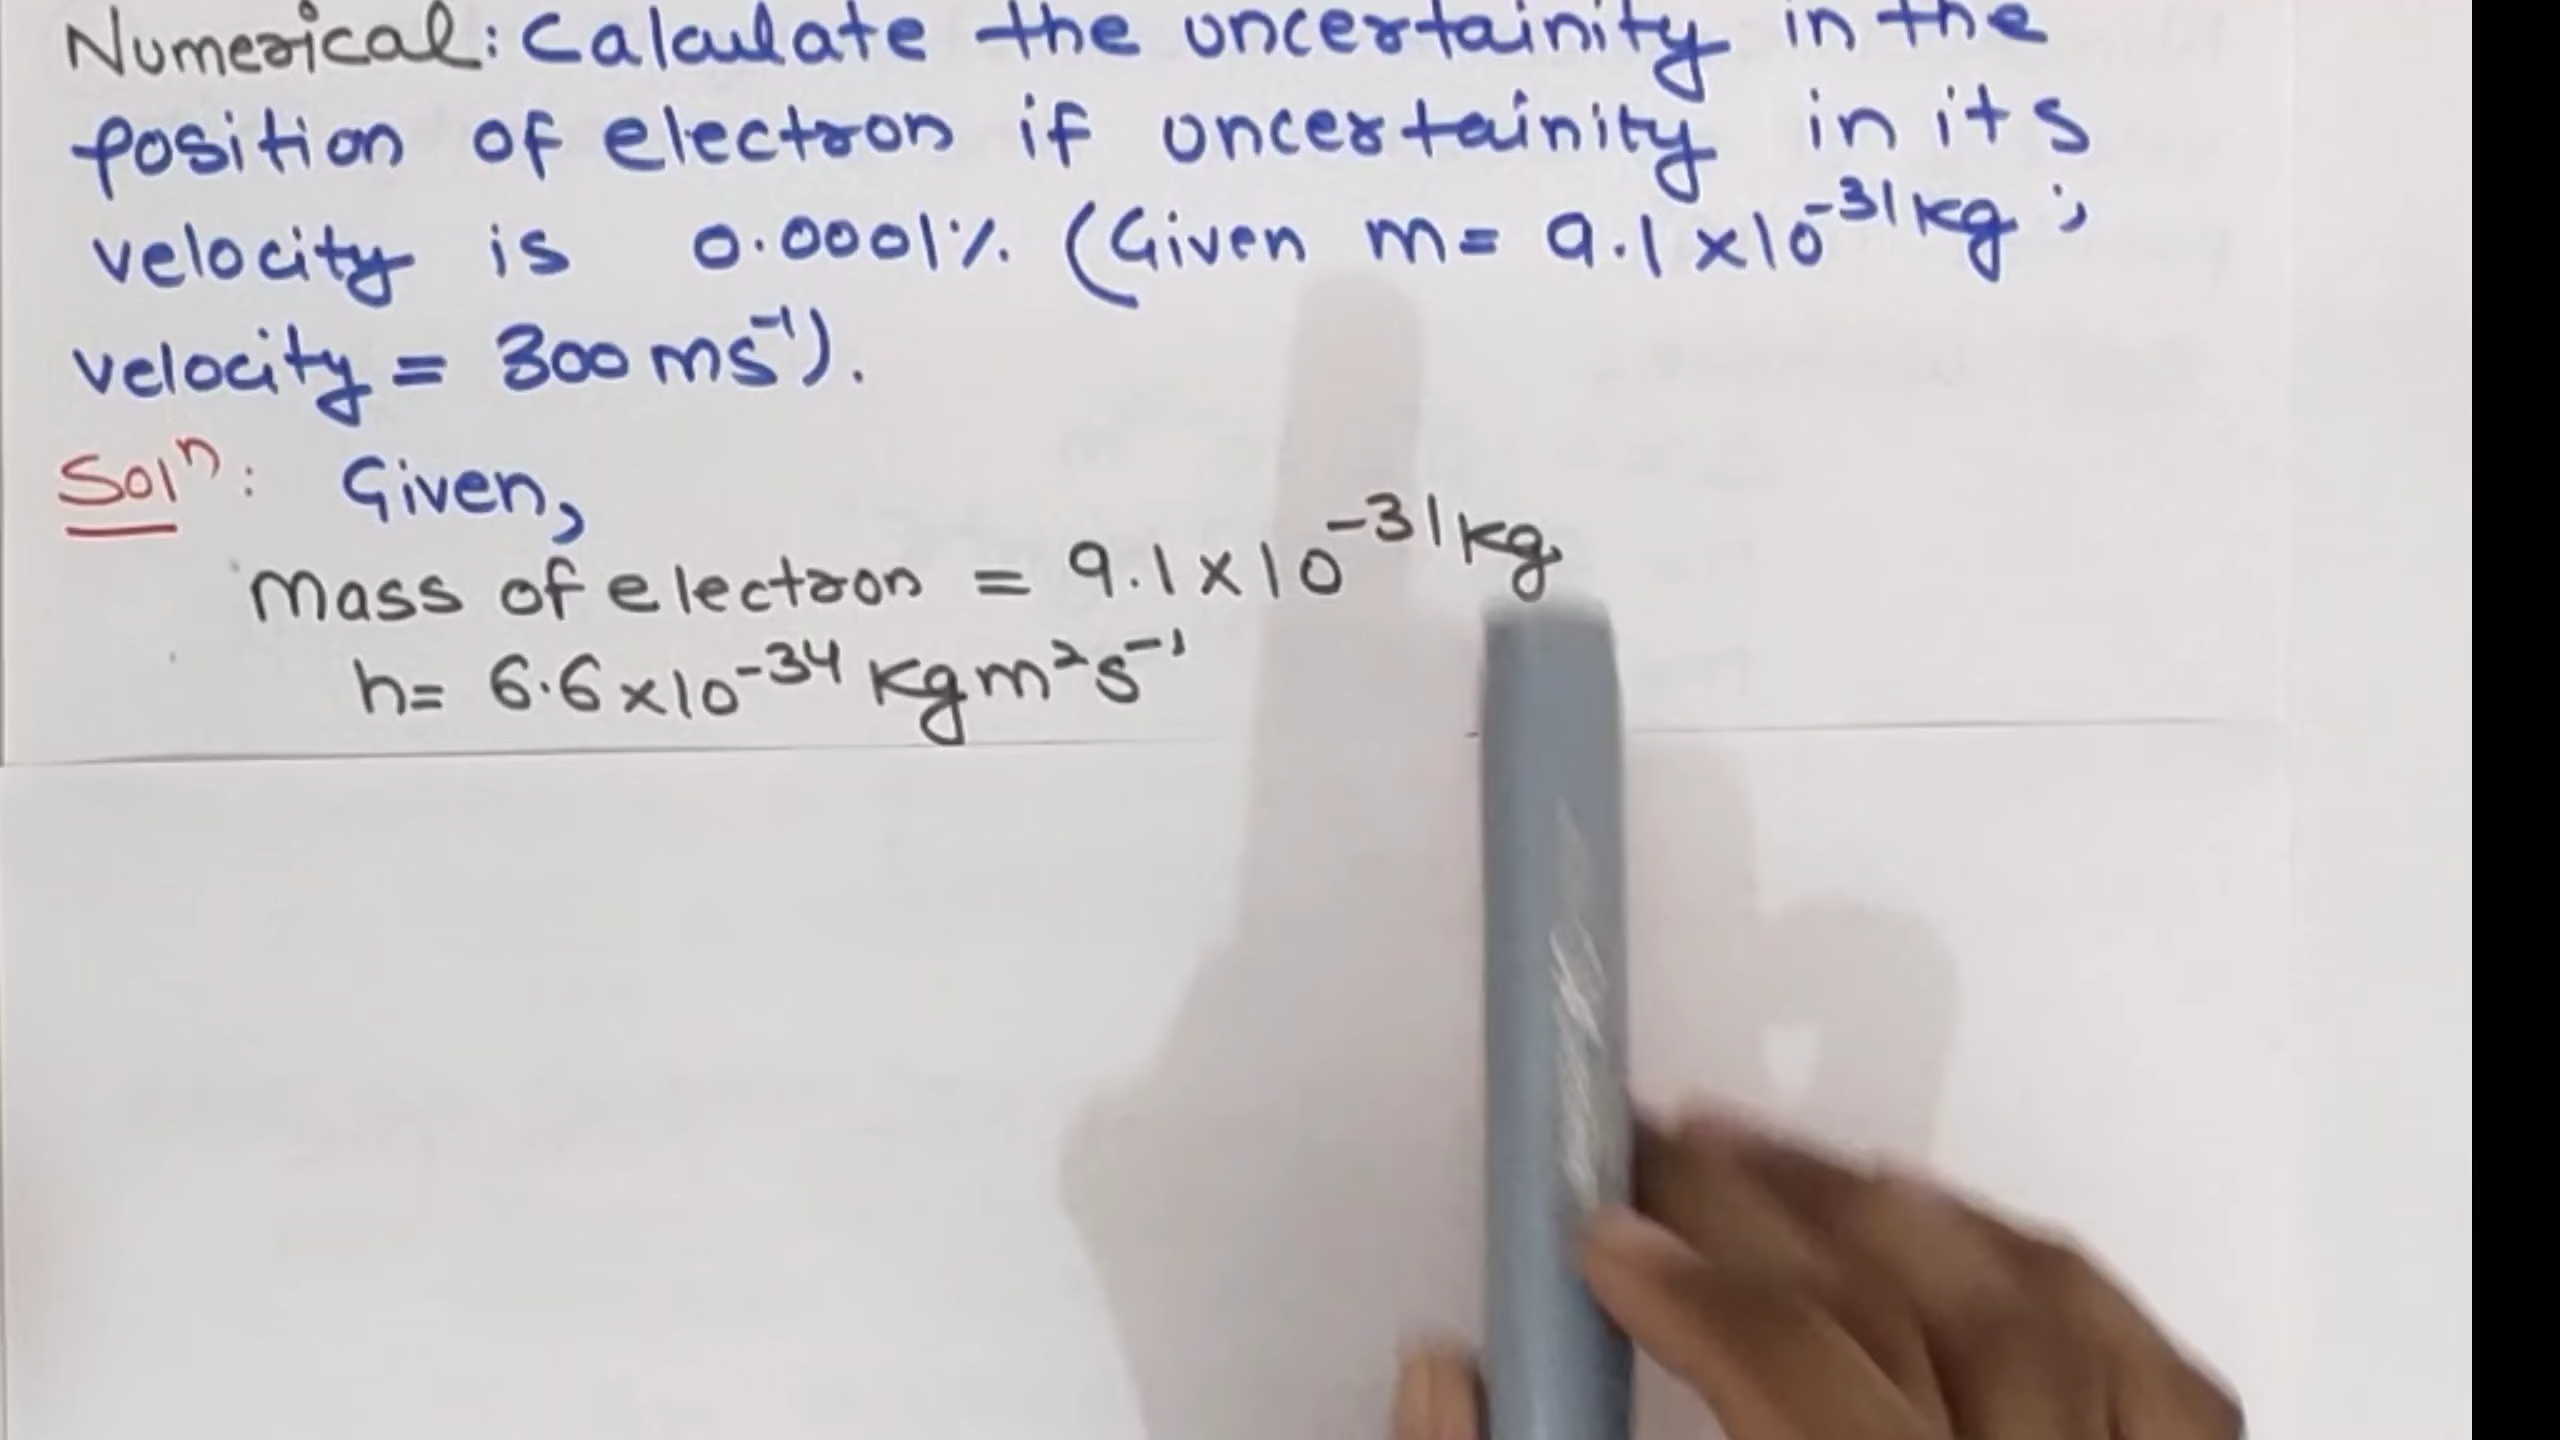 Numerical: Calculate the uncertainity in the
position of electron if uncertainity in its
velocity is 0.0001% (Given m= 9.1×10⁻³¹kg;
velocity = 300ms⁻¹).
Solⁿ: Given,
Mass of electron = 9.1×10⁻³¹kg
h= 6.6×10⁻³⁴ kgm²s⁻¹